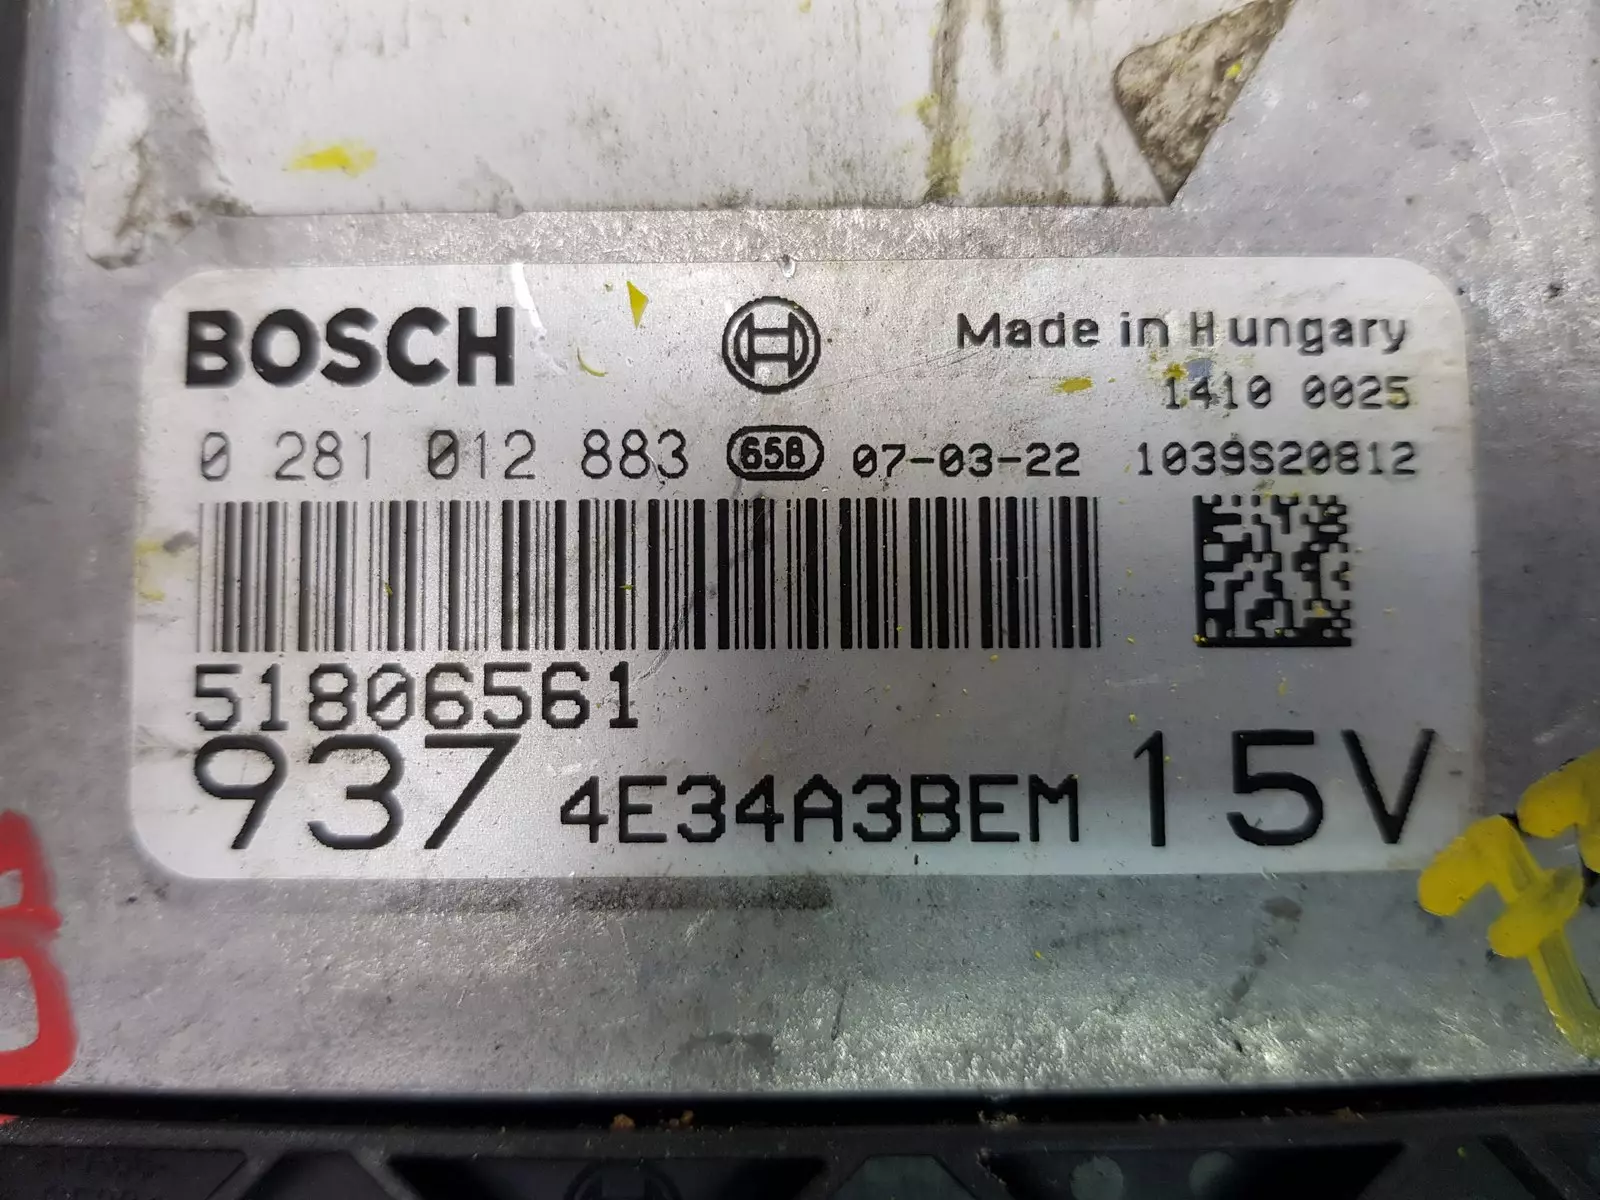 BOSCH
Made in Hungary
1410 0025
0 281 012 883 65B 07-03-22 1039S20812
51806561
937 4E34A3BEM 15V